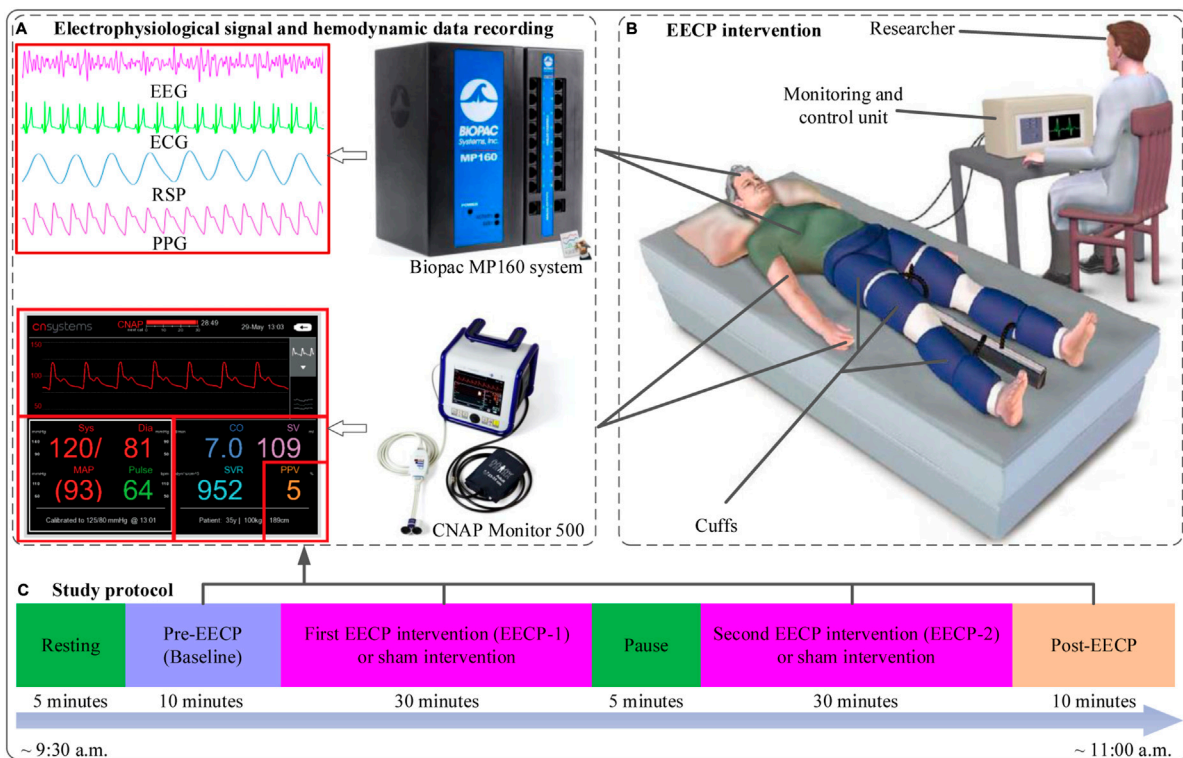 A Electrophysiological signal and hemodynamic data recording
EEG
ECG
RSP
PPG
BIOPAC
Systems, Inc.
MP160
POWER
Biopac MP160 system
cnsystems
CNAP
28:49
29-May 13:03
150
100
50
Sys Dia
120/ 81
MAP Pulse
(93) 64
Calibrated to 125/80 mmHg @ 13:01
CO SV
7.0 109
SVR PPV
952 5
Patient 35y | 100kg 189cm
CNAP Monitor 500
B EECP intervention
Researcher
Monitoring and
control unit
Cuffs
C Study protocol
Resting
Pre-EECP
(Baseline)
First EECP intervention (EECP-1)
or sham intervention
Pause
Second EECP intervention (EECP-2)
or sham intervention
Post-EECP
5 minutes
10 minutes
30 minutes
5 minutes
30 minutes
10 minutes
~ 9:30 a.m.
~ 11:00 a.m.